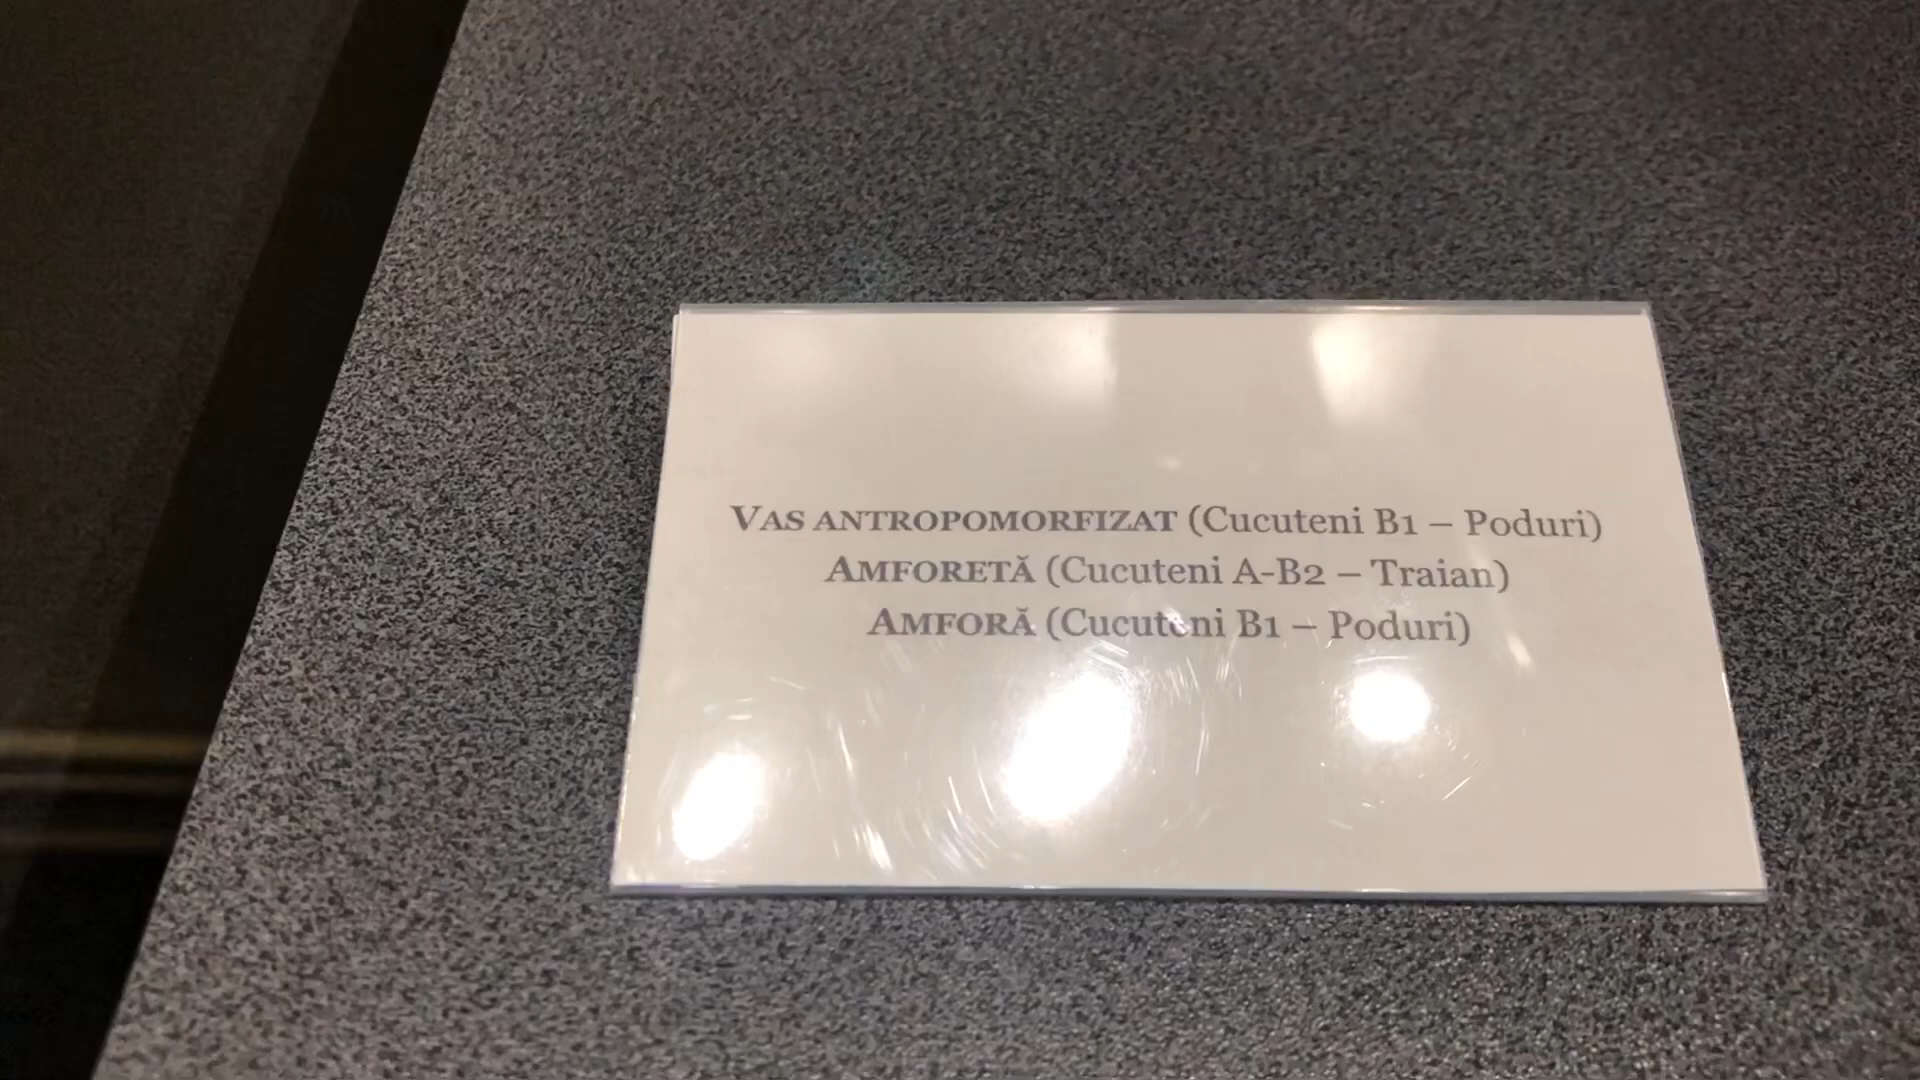 VAS ANTROPOMORFIZAT (Cucuteni B1 – Poduri)
AMFORETĂ (Cucuteni A-B2 – Traian)
AMFORĂ (Cucuteni B1 – Poduri)